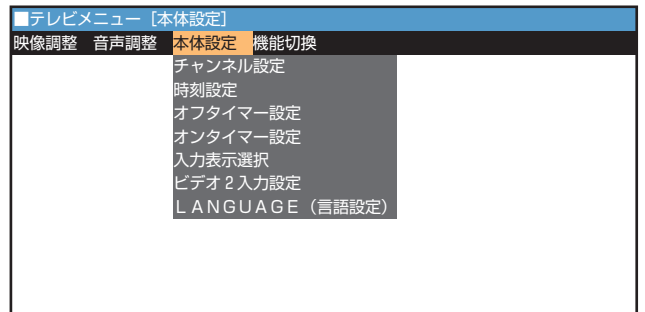 ■テレビメニュー［本体設定］
映像調整 音声調整 本体設定 機能切換
チャンネル設定
時刻設定
オフタイマー設定
オンタイマー設定
入力表示選択
ビデオ２入力設定
ＬＡＮＧＵＡＧＥ（言語設定）